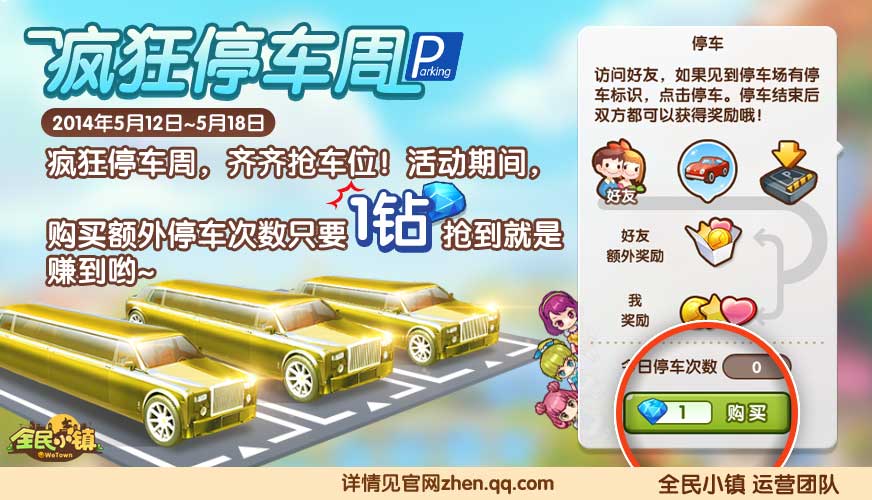 疯狂停车周
Parking
2014年5月12日~5月18日
疯狂停车周，齐齐抢车位！活动期间，
购买额外停车次数只要1钻抢到就是
赚到哟~
停车
访问好友，如果见到停车场有停
车标识，点击停车。停车结束后
双方都可以获得奖励哦！
好友
P
好友
额外奖励
我
奖励
今日停车次数 0
1 购买
全民小镇
WeTown
详情见官网zhen.qq.com
全民小镇 运营团队